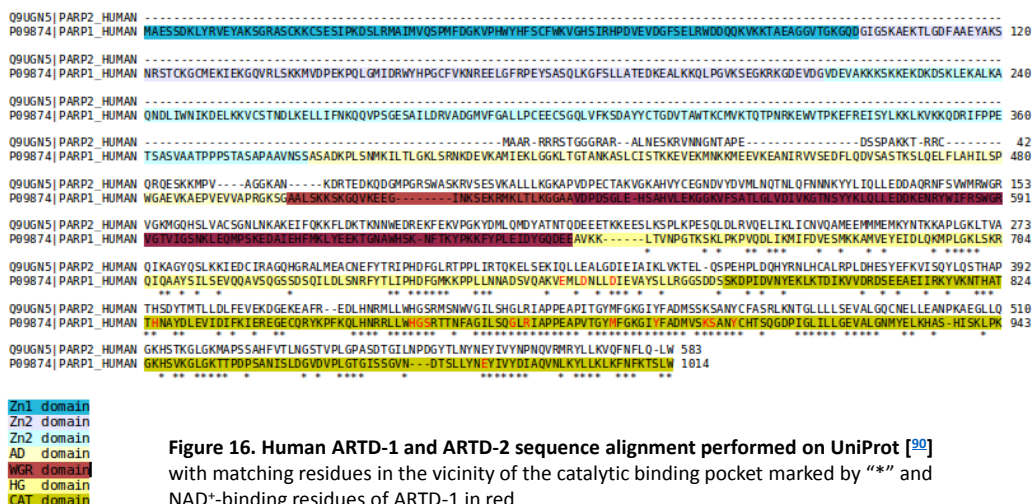 Q9UGN5|PARP2_HUMAN ------------------------------------------------------------------------------------------------------------------------
P09874|PARP1_HUMAN MAESSDKLYRVEYAKSGRASCKKCSESIPKDSLRMAIMVQSPMFDGKVPHWYHFSCFWKVGHSIRHPDVEVDGFSELRWDDQQKVKKTAEAGGVTGKGQDGIGSKAEKTLGDFAAEYAKS 120
Q9UGN5|PARP2_HUMAN ------------------------------------------------------------------------------------------------------------------------
P09874|PARP1_HUMAN NRSTCKGCMEKIEKGQVRLSKKMVDPEKPQLGMIDRWYHPGCFVKNREELGFRPEYSASQLKGFSLLATEDKEALKKQLPGVKSEGKRKGDEVDGVDEVAKKKSKKEKDKDSKLEKALKA 240
Q9UGN5|PARP2_HUMAN ------------------------------------------------------------------------------------------------------------------------
P09874|PARP1_HUMAN QNDLIWNIKDELKKVCSTNDLKELLIFNKQQVPSGESAILDRVADGMVFGALLPCEECSGQLVFKSDAYYCTGDVTAWTKCMVKTQTPNRKEWVTPKEFREISYLKKLKVKKQDRIFPPE 360
Q9UGN5|PARP2_HUMAN --------------------------------------------------MAAR-RRRSTGGGRAR--ALNESKRVNNGNTAPE----------------DSSPAKKT-RRC------ 42
P09874|PARP1_HUMAN TSASVAATPPPSTASAPAAVNSSASADKPLSNMKILTLGKLSRNKDEVKAMIEKLGGKLTGTANKASLCISTKKEVEKMNKKMEEVKEANIRVVSEDFLQDVSASTKSLQELFLAHILSP 480
Q9UGN5|PARP2_HUMAN QRQESKKMPV----AGGKAN-----KDRTEDKQDGMPGRSWASKRVSESVKALLLKGKAPVDPECTAKVGKAHVYCEGNDVYDVMLNQTNLQFNNNKYYLIQLLEDDAQRNFSVWMRWGR 153
P09874|PARP1_HUMAN WGAEVKAEPVEVVAPRGKSGAALSKKSKGQVKEEG--------INKSEKRMKLTLKGGAAVDPDSGLE-HSAHVLEKGGKVFSATLGLVDIVKGTNSYYKLQLLEDDKENRYWIFRSWGR 591
Q9UGN5|PARP2_HUMAN VGKMGQHSLVACSGNLNKAKEIFQKKFLDKTKNNWEDREKFEKVPGKYDMLQMDYATNTQDEEETKKEESLKSPLKPESQLDLRVQELIKLICNVQAMEEMMMEMKYNTKKAPLGKLTVA 273
P09874|PARP1_HUMAN VGTVIGSNKLEQMPSKEDAIEHFMKLYEEKTGNAWHSK-NFTKYPKKFYPLEIDYGQDEEAVKK------LTVNPGTKSKLPKPVQDLIKMIFDVESMKKAMVEYEIDLQKMPLGKLSKR 704
Q9UGN5|PARP2_HUMAN QIKAGYQSLKKIEDCIRAGQHGRALMEACNEFYTRIPHDFGLRTPPLIRTQKELSEKIQLLEALGDIEIAIKLVKTEL-QSPEHPLDQHYRNLHCALRPLDHESYEFKVISQYLQSTHAP 392
P09874|PARP1_HUMAN QIQAAYSILSEVQQAVSQGSSDSQILDLSNRFYTLIPHDFGMKKPPLLNNADSVQAKVEMLDNLLDIEVAYSLLRGGSDDSSKDPIDVNYEKLKTDIKVVDRDSEEAEIIRKYVKNTHAT 824
Q9UGN5|PARP2_HUMAN THSDYTMTLLDLFEVEKDGEKEAFR--EDLHNRMLLWHGSRMSNWVGILSHGLRIAPPEAPITGYMFGKGIYFADMSSKSANYCFASRLKNTGLLLLSEVALGQCNELLEANPKAEGLLQ 510
P09874|PARP1_HUMAN THNAYDLEVIDIFKIEREGECQRYKPFKQLHNRRLLWHGSRTTNFAGILSQGLRIAPPEAPVTGYMFGKGIYFADMVSKSANYCHTSQGDPIGLILLGEVALGNMYELKHAS-HISKLPK 943
Q9UGN5|PARP2_HUMAN GKHSTKGLGKMAPSSAHFVTLNGSTVPLGPASDTGILNPDGYTLNYNEYIVYNPNQVRMRYLLKVQFNFLQ-LW 583
P09874|PARP1_HUMAN GKHSVKGLGKTTPDPSANISLDGVDVPLGTGISSGVN---DTSLLYNEYIVYDIAQVNLKYLLKLKFNFKTSLW 1014
Zn1 domain
Zn2 domain
Zn2 domain
AD domain
WGR domain
HG domain
CAT domain
Figure 16. Human ARTD-1 and ARTD-2 sequence alignment performed on UniProt [90]
with matching residues in the vicinity of the catalytic binding pocket marked by "*" and
NAD⁺-binding residues of ARTD-1 in red